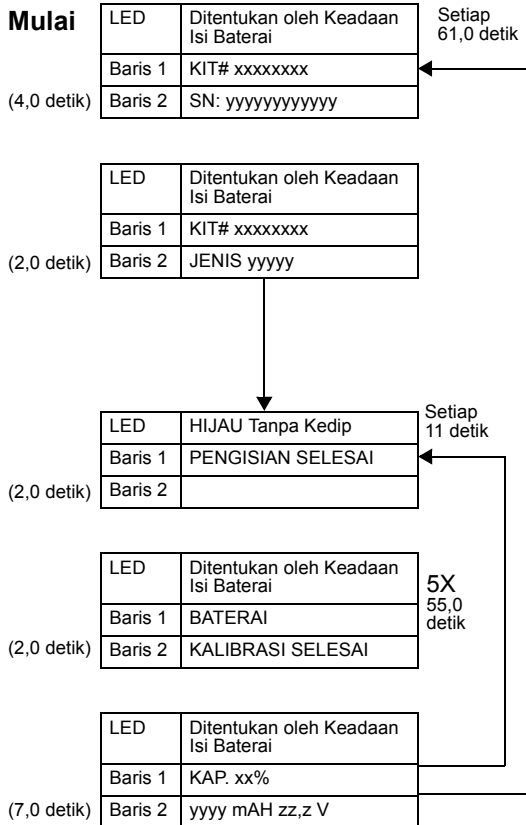 Mulai
LED
Ditentukan oleh Keadaan
Isi Baterai
Setiap
61,0 detik
Baris 1
KIT# xxxxxxxx
(4,0 detik)
Baris 2
SN: yyyyyyyyyyyy
LED
Ditentukan oleh Keadaan
Isi Baterai
Baris 1
KIT# xxxxxxxx
(2,0 detik)
Baris 2
JENIS yyyyy
LED
HIJAU Tanpa Kedip
Setiap
11 detik
Baris 1
PENGISIAN SELESAI
(2,0 detik)
Baris 2
LED
Ditentukan oleh Keadaan
Isi Baterai
5X
55,0
detik
Baris 1
BATERAI
(2,0 detik)
Baris 2
KALIBRASI SELESAI
LED
Ditentukan oleh Keadaan
Isi Baterai
Baris 1
KAP. xx%
(7,0 detik)
Baris 2
yyyy mAH zz,z V